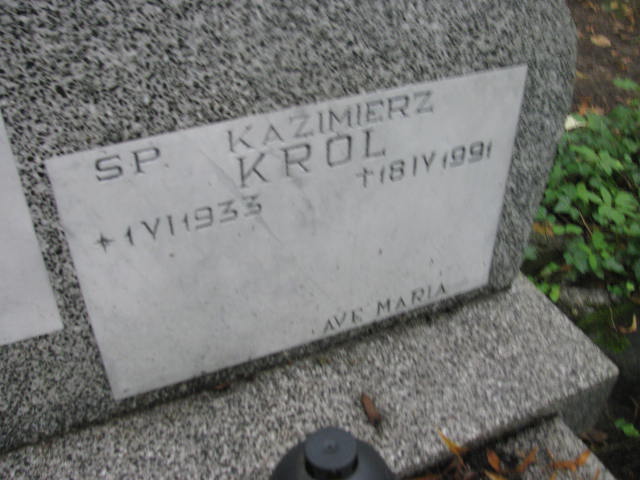 SP. KAZIMIERZ
KRÓL
*1 VI 1933 †18 IV 1991
AVE MARIA